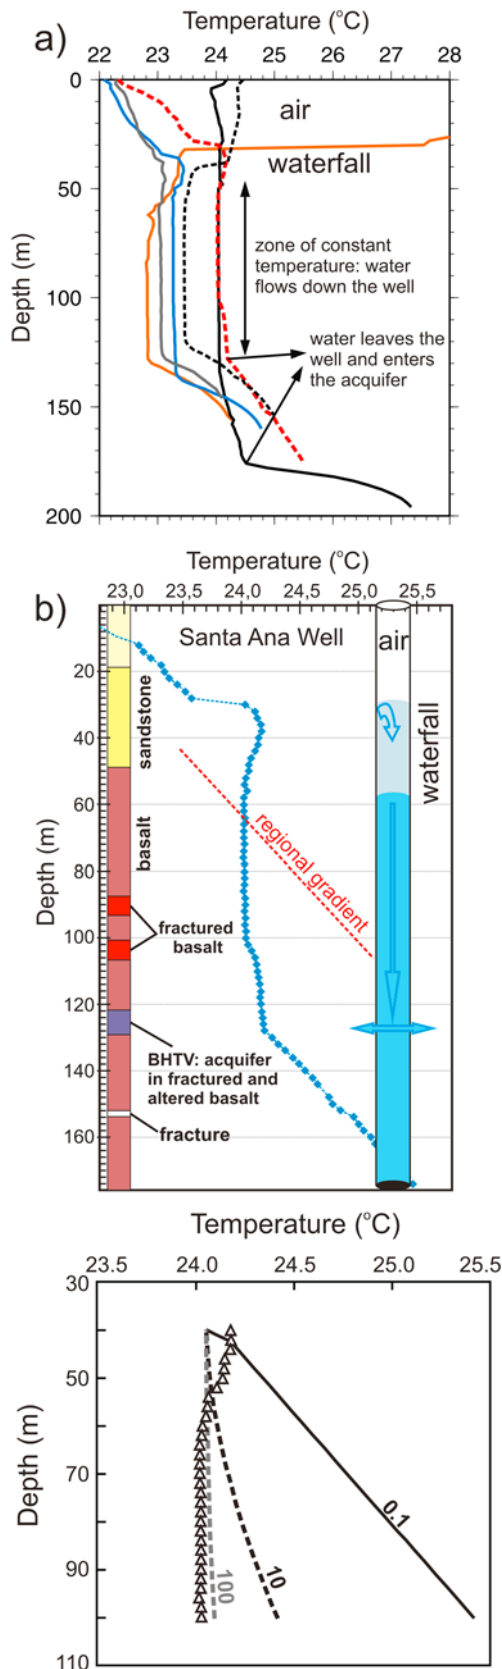 Temperature (°C)
a)
22 23 24 25 26 27 28
0
50
100
150
200
Depth (m)
air
waterfall
zone of constant
temperature: water
flows down the well
water leaves the
well and enters
the acquifer
Temperature (°C)
b)
23,0 23,5 24,0 24,5 25,0 25,5
20
40
60
80
100
120
140
160
Depth (m)
Santa Ana Well
air
sandstone
waterfall
basalt
regional gradient
fractured
basalt
BHTV: acquifer
in fractured and
altered basalt
fracture
Temperature (°C)
23.5 24.0 24.5 25.0 25.5
30
50
70
90
110
Depth (m)
0.1
10
100